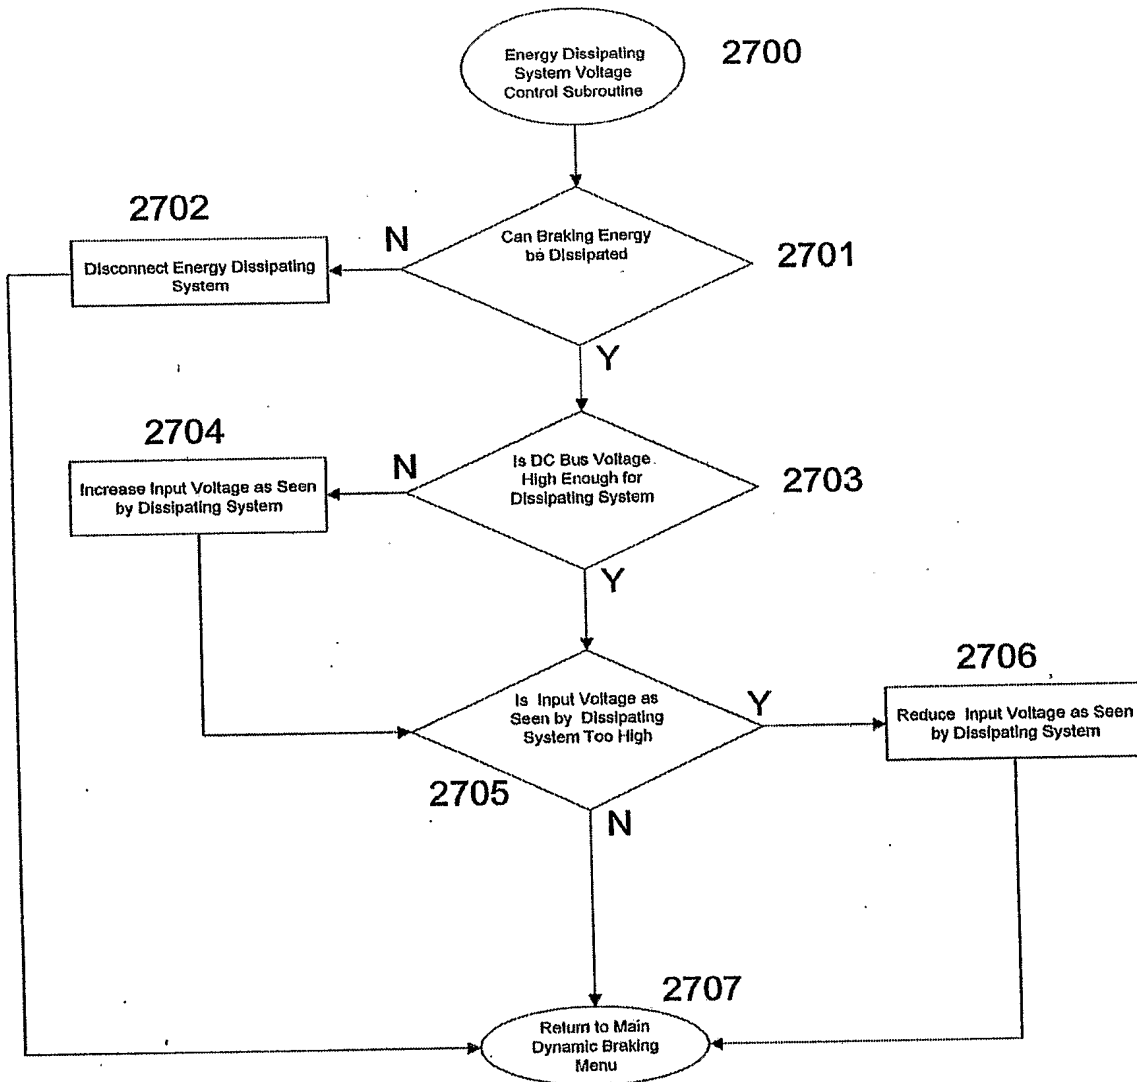 Energy Dissipating
System Voltage
Control Subroutine
2700
2702
N
Can Braking Energy
be Dissipated
2701
Disconnect Energy Dissipating
System
Y
2704
N
Is DC Bus Voltage
High Enough for
Dissipating System
2703
Increase Input Voltage as Seen
by Dissipating System
Y
2706
Is Input Voltage as
Seen by Dissipating
System Too High
Y
Reduce Input Voltage as Seen
by Dissipating System
2705
N
2707
Return to Main
Dynamic Braking
Menu